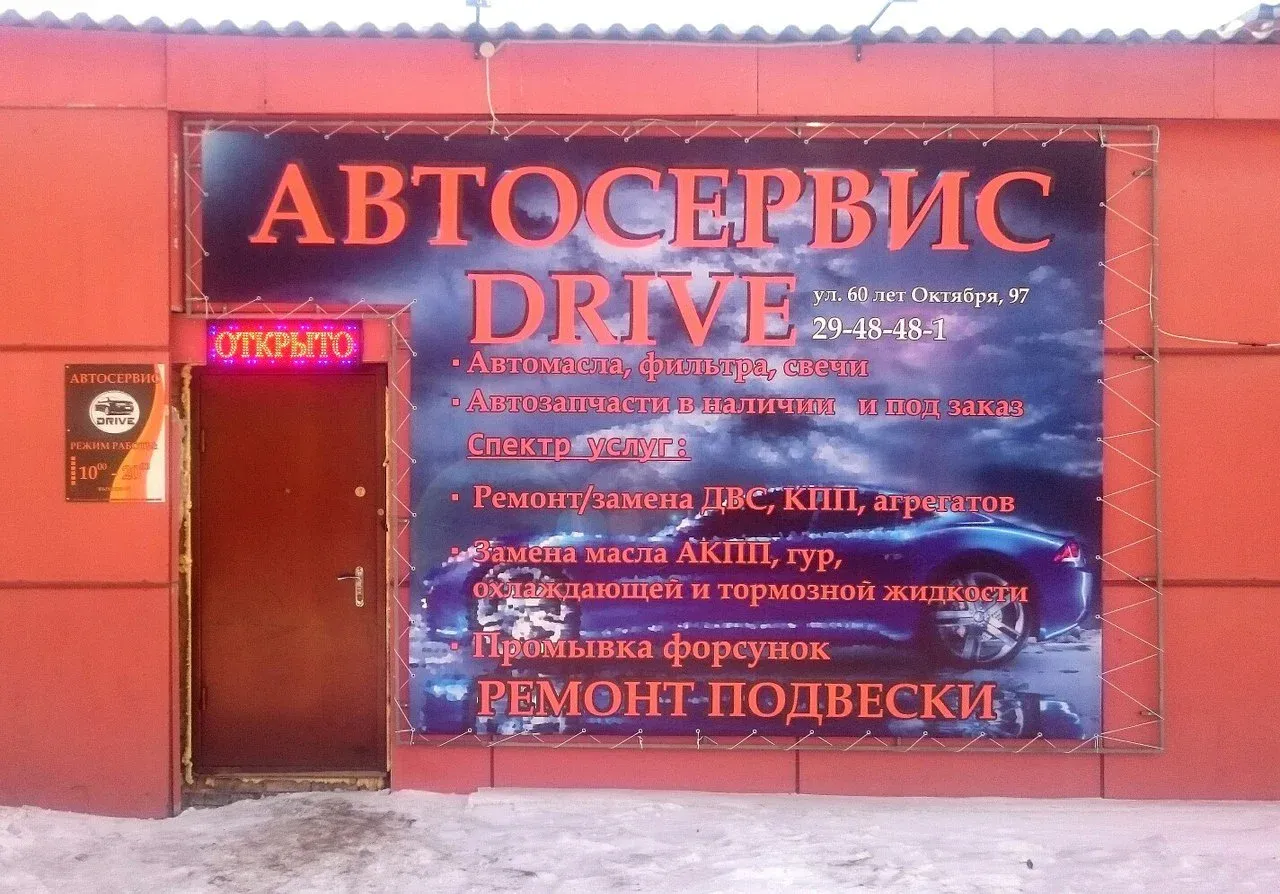 АВТОСЕРВИС
DRIVE
ул. 60 лет Октября, 97
29-48-48-1
· Автомасла, фильтра, свечи
· Автозапчасти в наличии и под заказ
Спектр услуг:
· Ремонт/замена ДВС, КПП, агрегатов
· Замена масла АКПП, гур,
охлаждающей и тормозной жидкости
· Промывка форсунок
РЕМОНТ ПОДВЕСКИ
ОТКРЫТО
АВТОСЕРВИС
DRIVE
РЕЖИМ РАБОТЫ:
10⁰⁰ - 20⁰⁰